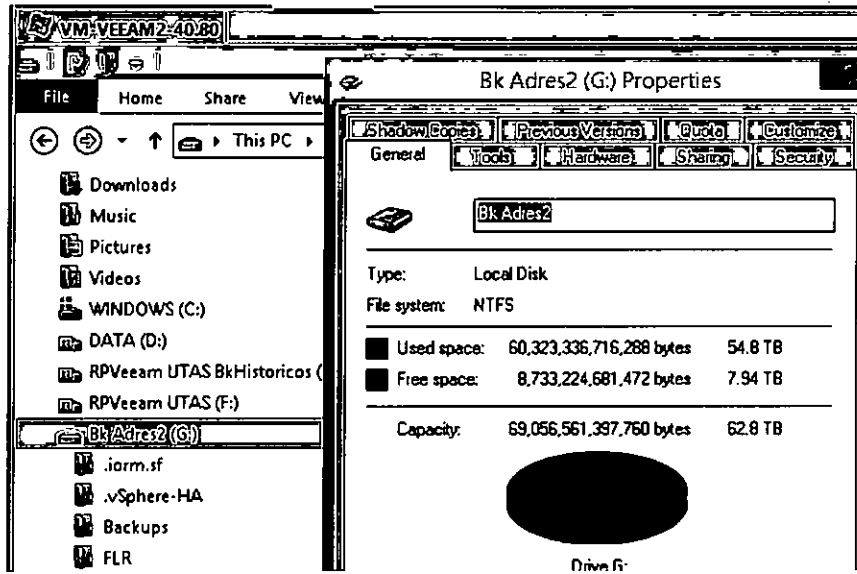 VM-VEEAM2-40.80
File Home Share View
This PC
Downloads
Music
Pictures
Videos
WINDOWS (C:)
DATA (D:)
RPVeeam UTAS BkHistoricos (
RPVeeam UTAS (F:)
Bk Adres2 (G:)
.iorm.sf
.vSphere-HA
Backups
FLR
Bk Adres2 (G:) Properties
Shadow Copies Previous Versions Quota Customize
General Tools Hardware Sharing Security
Bk Adres2
Type: Local Disk
File system: NTFS
Used space: 60,323,336,716,288 bytes 54.8 TB
Free space: 8,733,224,681,472 bytes 7.94 TB
Capacity: 69,056,561,397,760 bytes 62.8 TB
Drive G: